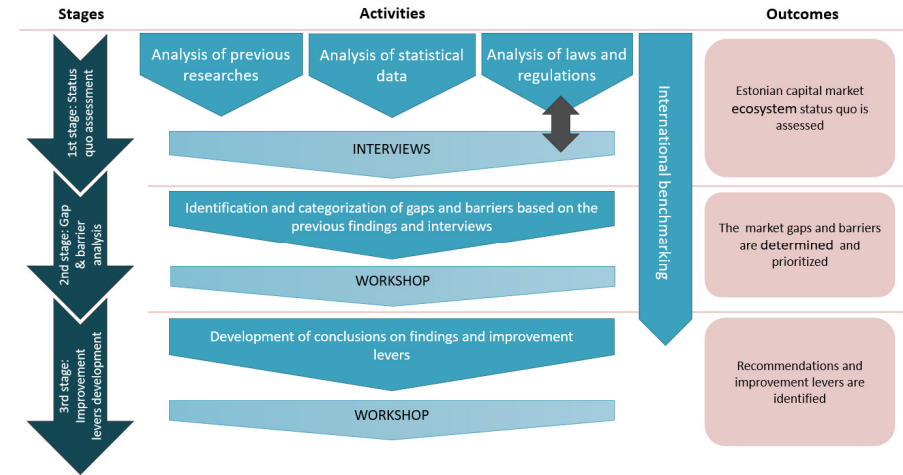 Stages
Activities
Outcomes
1st stage: Status
quo assessment
Analysis of previous
researches
Analysis of statistical
data
Analysis of laws and
regulations
INTERVIEWS
International benchmarking
Estonian capital market
ecosystem status quo is
assessed
2nd stage: Gap
& barrier
analysis
Identification and categorization of gaps and barriers based on the
previous findings and interviews
WORKSHOP
The market gaps and barriers
are determined and
prioritized
3rd stage:
Improvement
levers development
Development of conclusions on findings and improvement
levers
WORKSHOP
Recommendations and
improvement levers are
identified